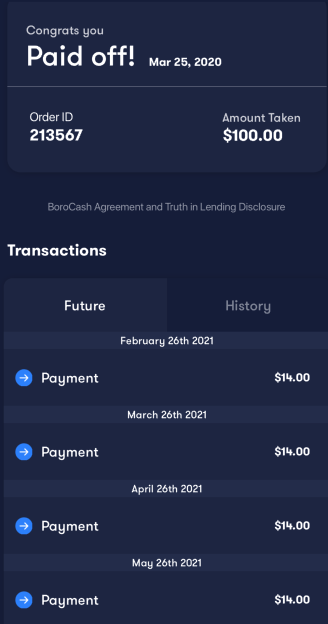 Congrats you
Paid off! Mar 25, 2020
Order ID Amount Taken
213567 $100.00
BoroCash Agreement and Truth in Lending Disclosure
Transactions
Future History
February 26th 2021
Payment $14.00
March 26th 2021
Payment $14.00
April 26th 2021
Payment $14.00
May 26th 2021
Payment $14.00